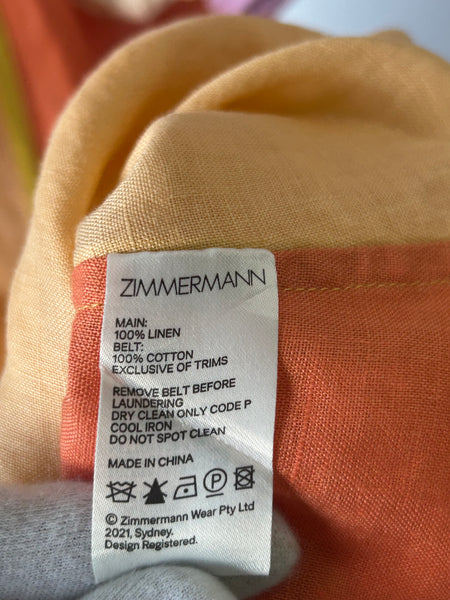 ZIMMERMANN
MAIN:
100% LINEN
BELT:
100% COTTON
EXCLUSIVE OF TRIMS
REMOVE BELT BEFORE
LAUNDERING
DRY CLEAN ONLY CODE P
COOL IRON
DO NOT SPOT CLEAN
MADE IN CHINA
P
© Zimmermann Wear Pty Ltd
2021, Sydney.
Design Registered.